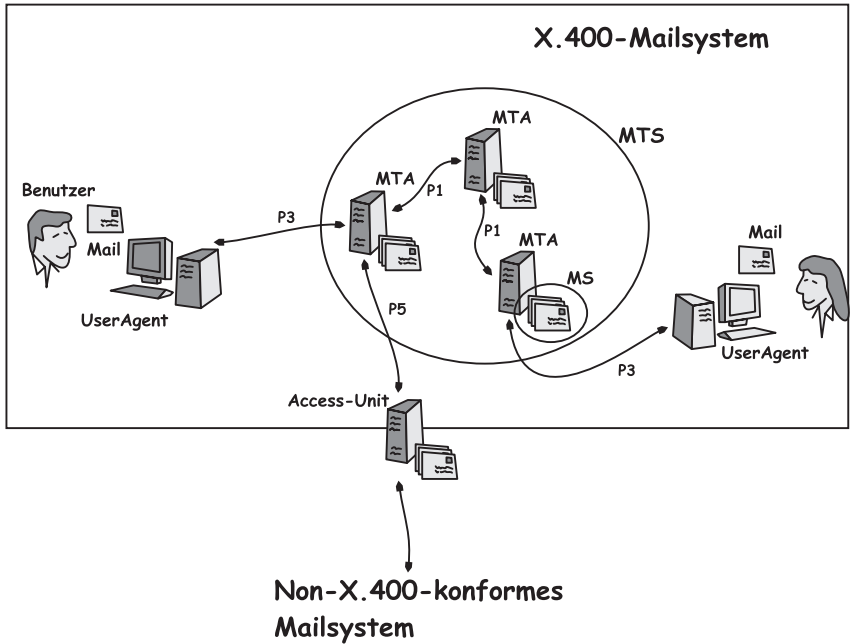 X.400-Mailsystem
MTA
MTS
MTA
P1
Benutzer
P3
P1
MTA
Mail
Mail
MS
P5
UserAgent
UserAgent
P3
Access-Unit
Non-X.400-konformes
Mailsystem